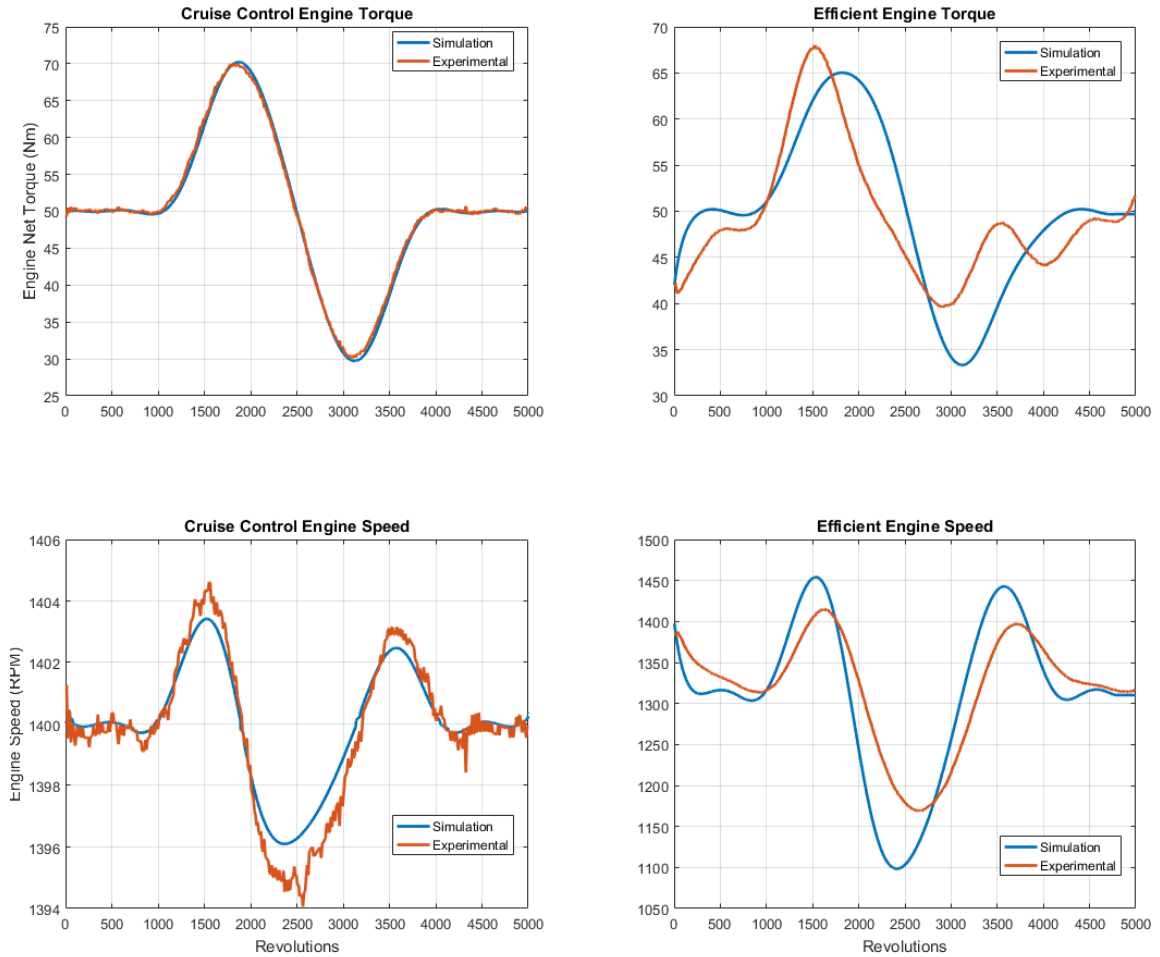 Cruise Control Engine Torque
Engine Net Torque (Nm)
75
70
65
60
55
50
45
40
35
30
25
0 500 1000 1500 2000 2500 3000 3500 4000 4500 5000
Simulation
Experimental
Efficient Engine Torque
70
65
60
55
50
45
40
35
30
0 500 1000 1500 2000 2500 3000 3500 4000 4500 5000
Simulation
Experimental
Cruise Control Engine Speed
Engine Speed (RPM)
1406
1404
1402
1400
1398
1396
1394
0 500 1000 1500 2000 2500 3000 3500 4000 4500 5000
Revolutions
Simulation
Experimental
Efficient Engine Speed
1500
1450
1400
1350
1300
1250
1200
1150
1100
1050
0 500 1000 1500 2000 2500 3000 3500 4000 4500 5000
Revolutions
Simulation
Experimental